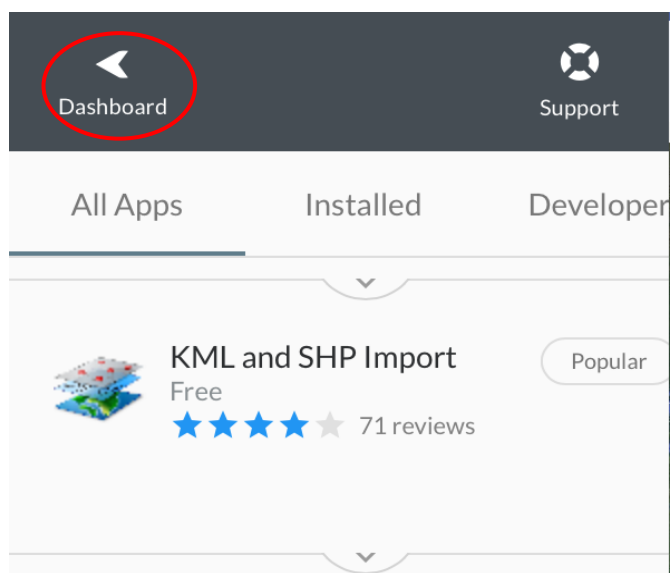 Dashboard
Support
All Apps
Installed
Developer
KML and SHP Import
Popular
Free
71 reviews